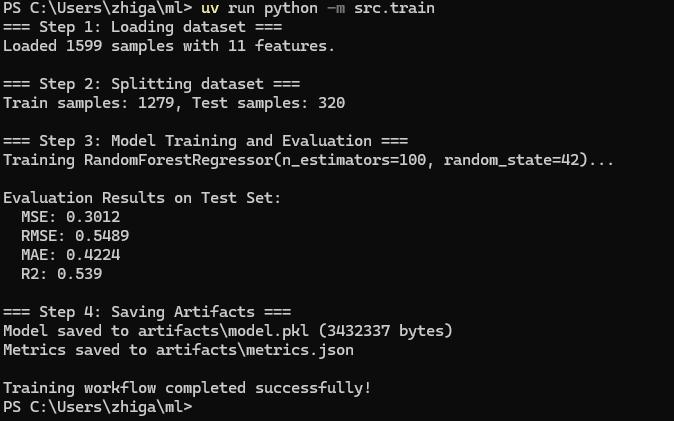 PS C:\Users\zhiga\ml> uv run python -m src.train
=== Step 1: Loading dataset ===
Loaded 1599 samples with 11 features.

=== Step 2: Splitting dataset ===
Train samples: 1279, Test samples: 320

=== Step 3: Model Training and Evaluation ===
Training RandomForestRegressor(n_estimators=100, random_state=42)...

Evaluation Results on Test Set:
  MSE: 0.3012
  RMSE: 0.5489
  MAE: 0.4224
  R2: 0.539

=== Step 4: Saving Artifacts ===
Model saved to artifacts\model.pkl (3432337 bytes)
Metrics saved to artifacts\metrics.json

Training workflow completed successfully!
PS C:\Users\zhiga\ml>